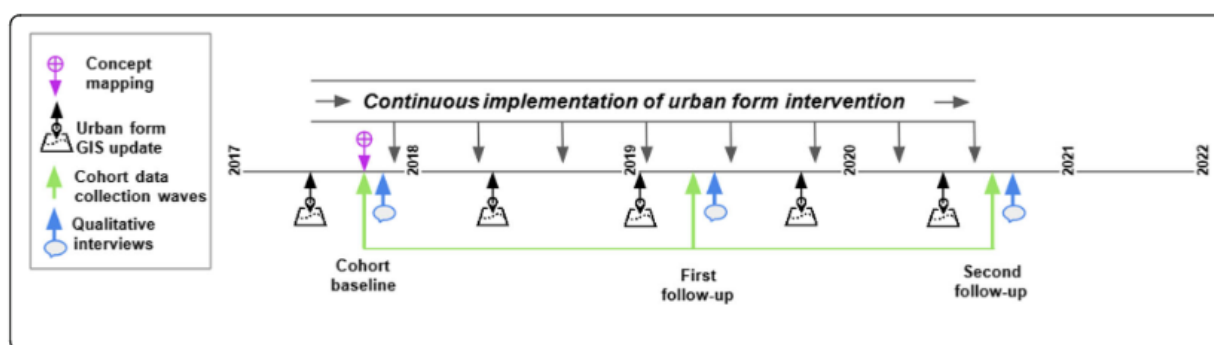 Concept
mapping
Urban form
GIS update
Cohort data
collection waves
Qualitative
interviews
Continuous implementation of urban form intervention
2017
2018
2019
2020
2021
2022
Cohort
baseline
First
follow-up
Second
follow-up